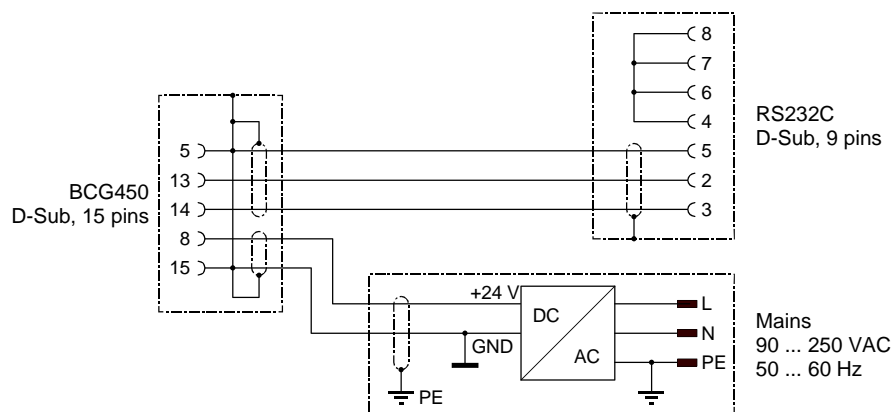 8
7
6
4
5
2
3
RS232C
D-Sub, 9 pins
5
13
14
8
15
BCG450
D-Sub, 15 pins
+24 V
GND
PE
DC
AC
L
N
PE
Mains
90 ... 250 VAC
50 ... 60 Hz